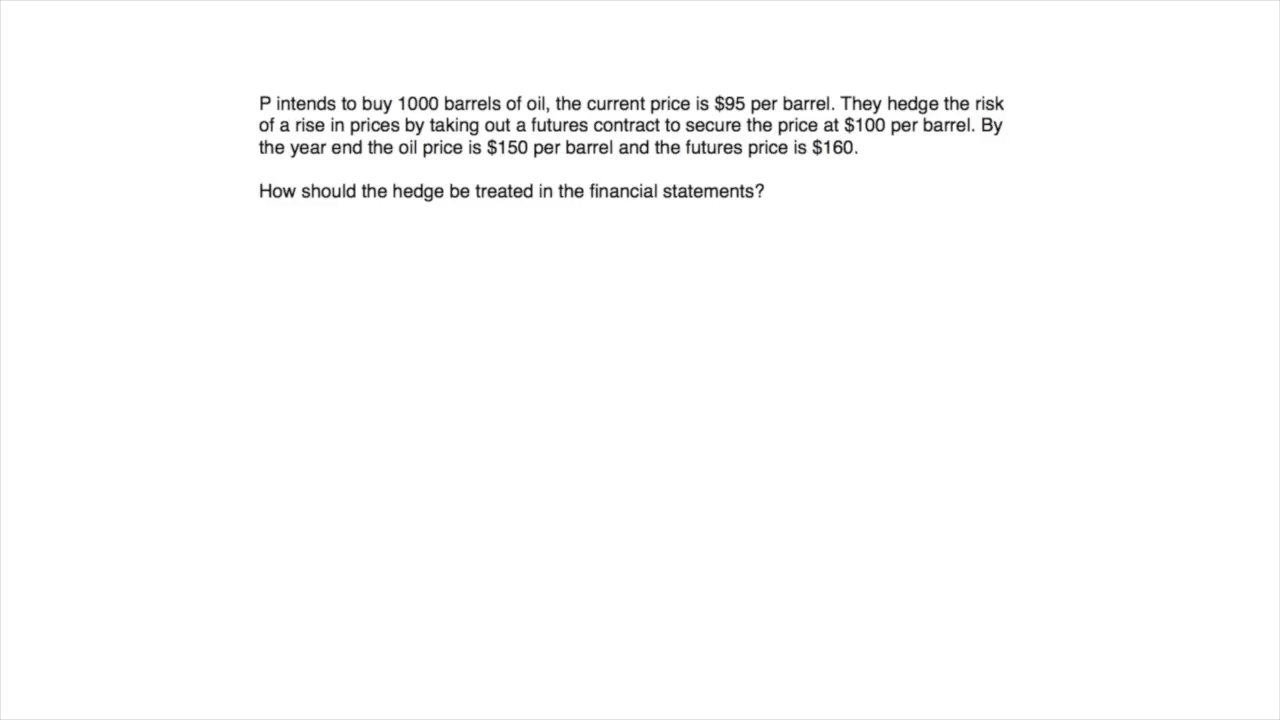 P intends to buy 1000 barrels of oil, the current price is $95 per barrel. They hedge the risk
of a rise in prices by taking out a futures contract to secure the price at $100 per barrel. By
the year end the oil price is $150 per barrel and the futures price is $160.
How should the hedge be treated in the financial statements?